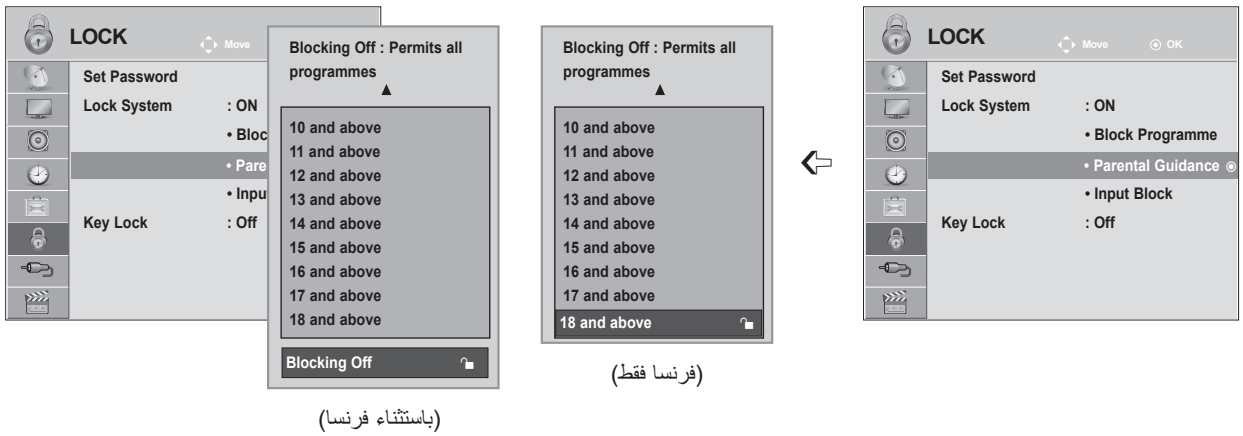 LOCK
Move
Set Password
Lock System : ON
• Bloc
• Pare
• Inpu
Key Lock : Off
Blocking Off : Permits all
programmes
10 and above
11 and above
12 and above
13 and above
14 and above
15 and above
16 and above
17 and above
18 and above
Blocking Off
(باستثناء فرنسا)
Blocking Off : Permits all
programmes
10 and above
11 and above
12 and above
13 and above
14 and above
15 and above
16 and above
17 and above
18 and above
(فرنسا فقط)
LOCK
Move OK
Set Password
Lock System : ON
• Block Programme
• Parental Guidance
• Input Block
Key Lock : Off